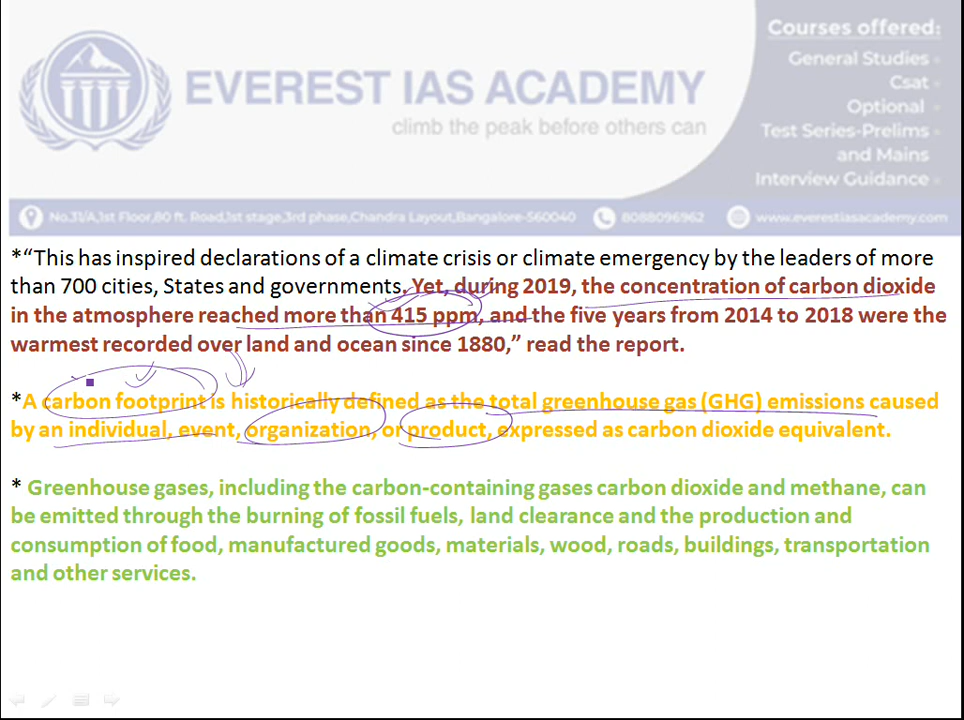 Courses offered:
General Studies
Csat
Optional
Test Series-Prelims
and Mains
Interview Guidance
EVEREST IAS ACADEMY
climb the peak before others can
No.31/A,1st Floor,80 ft. Road,1st stage,3rd phase,Chandra Layout,Bangalore-560040 8088096962 www.everestiasacademy.com
*“This has inspired declarations of a climate crisis or climate emergency by the leaders of more
than 700 cities, States and governments. Yet, during 2019, the concentration of carbon dioxide
in the atmosphere reached more than 415 ppm, and the five years from 2014 to 2018 were the
warmest recorded over land and ocean since 1880,” read the report.
*A carbon footprint is historically defined as the total greenhouse gas (GHG) emissions caused
by an individual, event, organization, or product, expressed as carbon dioxide equivalent.
* Greenhouse gases, including the carbon-containing gases carbon dioxide and methane, can
be emitted through the burning of fossil fuels, land clearance and the production and
consumption of food, manufactured goods, materials, wood, roads, buildings, transportation
and other services.